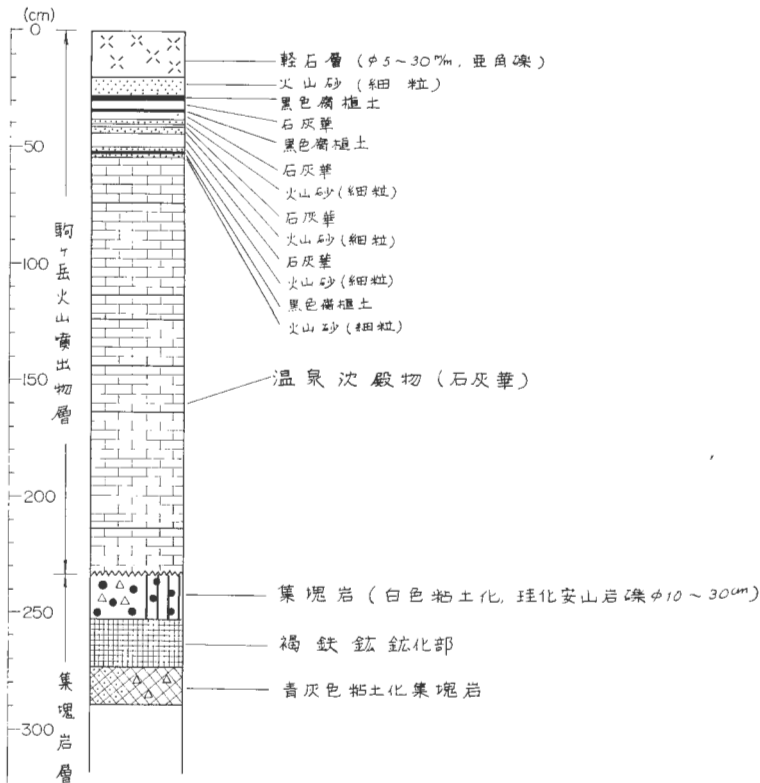 (cm)
0
50
100
150
200
250
300
駒ヶ岳火山噴出物層
集塊岩層
軽石層 (φ5~30m/m, 亜角礫)
火山砂 (細 粒)
黒色腐植土
石灰華
黒色腐植土
石灰華
火山砂 (細粒)
石灰華
火山砂 (細粒)
石灰華
火山砂 (細粒)
黒色腐植土
火山砂 (細粒)
温泉沈殿物 (石灰華)
集塊岩 (白色粘土化, 珪化安山岩礫φ10~30cm)
褐鉄鉱鉱化部
青灰色粘土化集塊岩